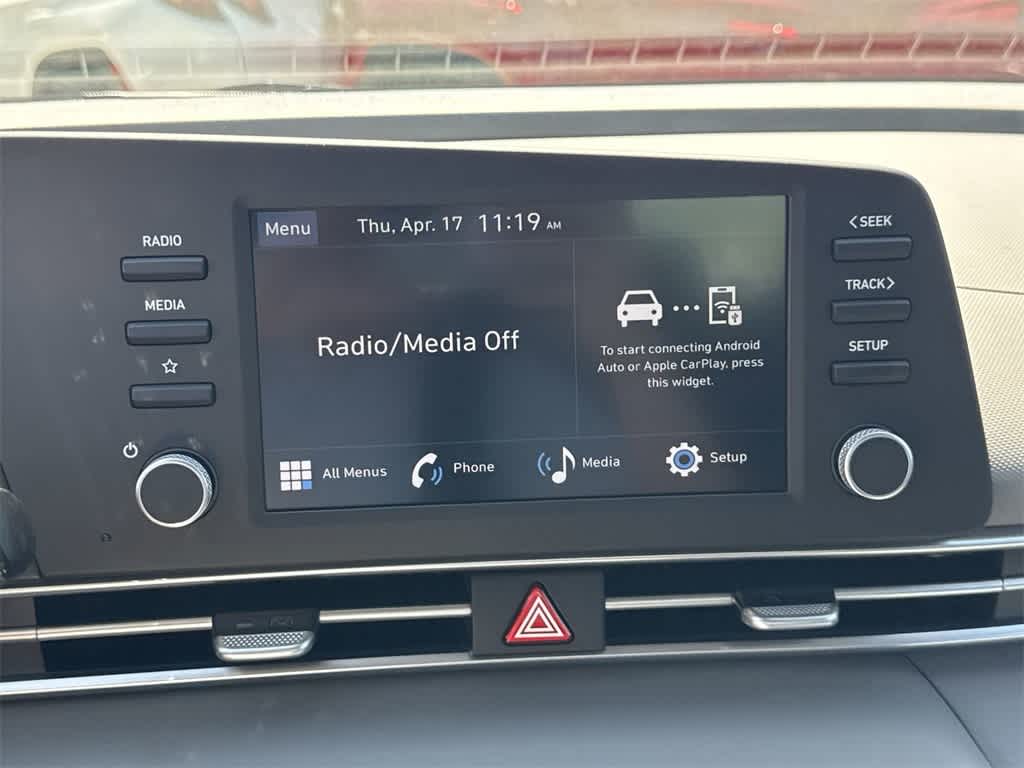 RADIO
MEDIA
Menu
Thu, Apr. 17 11:19 AM
Radio/Media Off
To start connecting Android
Auto or Apple CarPlay, press
this widget.
All Menus
Phone
Media
Setup
<SEEK
TRACK>
SETUP